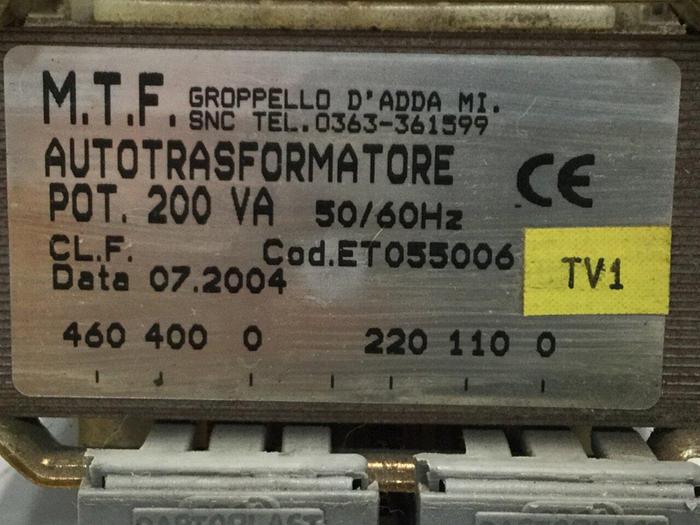 M.T.F. GROPPELLO D'ADDA MI.
SNC TEL.0363-361599
AUTOTRASFORMATORE
POT. 200 VA 50/60Hz
CE
CL.F. Cod.ET055006
Data 07.2004
TV1
460 400 0 220 110 0